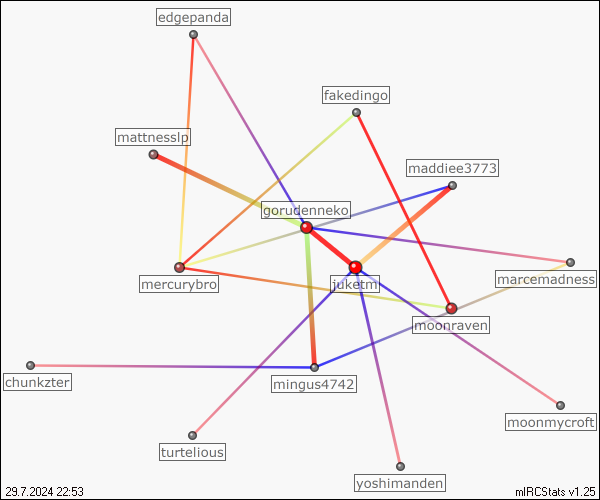 edgepanda
fakedingo
mattnesslp
maddiee3773
gorudenneko
marcemadness
mercurybro
juketm
moonraven
chunkzter
mingus4742
moonmycroft
turtelious
yoshimanden
29.7.2024 22:53
mIRCStats v1.25